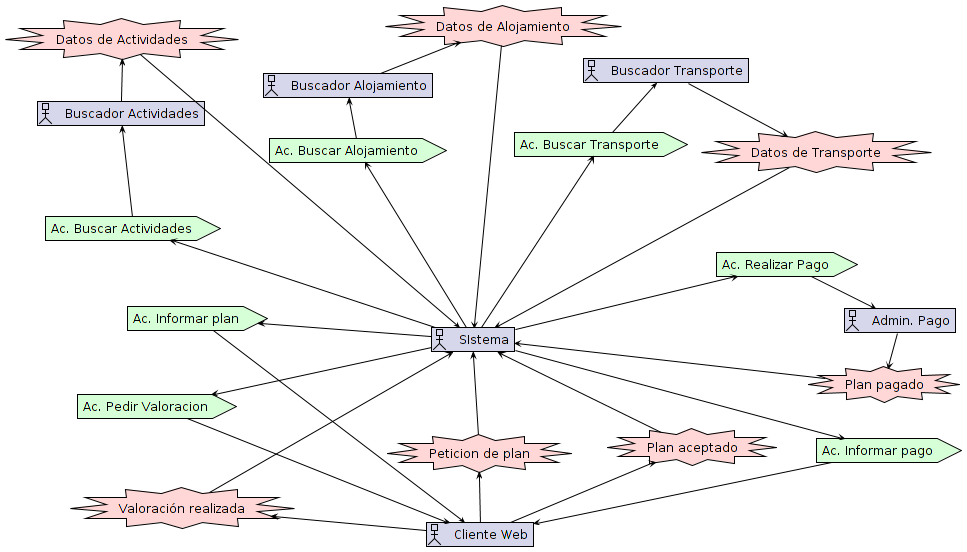 Datos de Alojamiento
Datos de Actividades
Buscador Transporte
Buscador Alojamiento
Buscador Actividades
Ac. Buscar Transporte
Ac. Buscar Alojamiento
Datos de Transporte
Ac. Buscar Actividades
Ac. Realizar Pago
Ac. Informar plan
Admin. Pago
SIstema
Plan pagado
Ac. Pedir Valoracion
Plan aceptado
Ac. Informar pago
Peticion de plan
Valoración realizada
Cliente Web